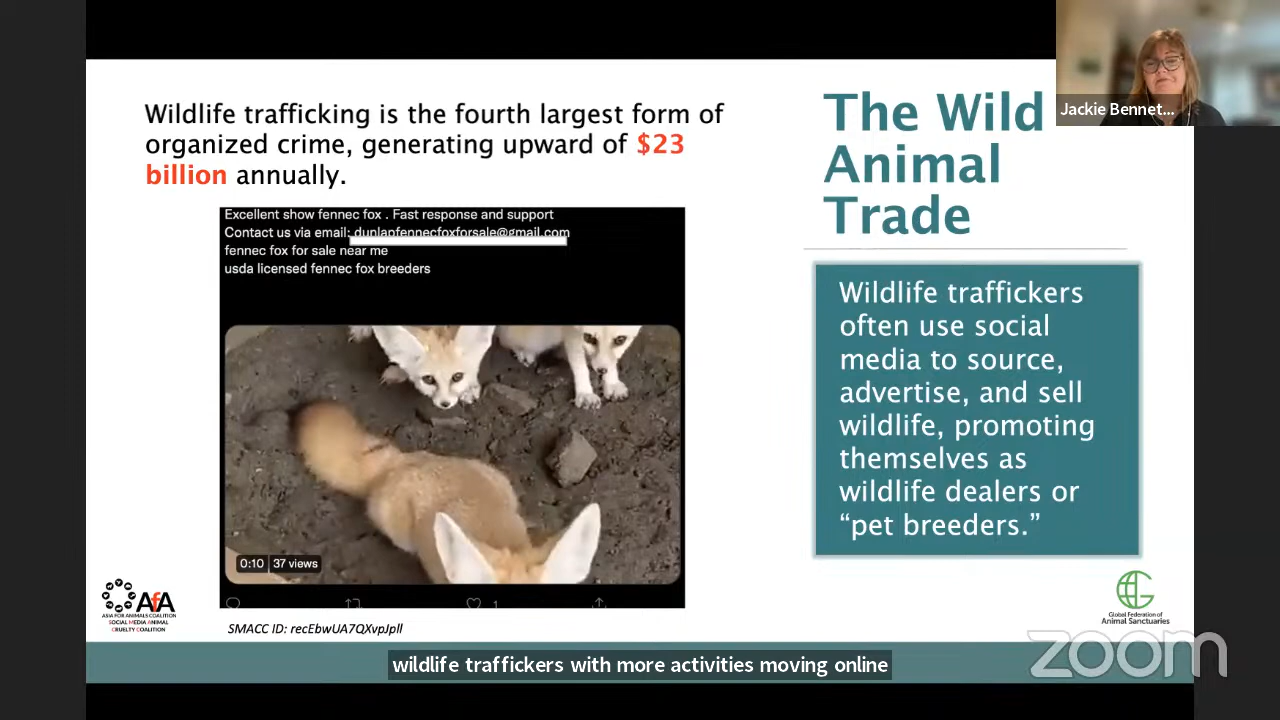 Wildlife trafficking is the fourth largest form of
organized crime, generating upward of $23
billion annually.
The Wild
Animal
Trade
Jackie Bennet...
Excellent show fennec fox . Fast response and support
Contact us via email: dunlapfennecfoxforsale@gmail.com
fennec fox for sale near me
usda licensed fennec fox breeders
0:10 37 views
1
Wildlife traffickers
often use social
media to source,
advertise, and sell
wildlife, promoting
themselves as
wildlife dealers or
“pet breeders.”
AfA
ASIA FOR ANIMALS COALITION
SOCIAL MEDIA ANIMAL
CRUELTY COALITION
SMACC ID: recEbwUA7QXvpJpll
Global Federation of
Animal Sanctuaries
wildlife traffickers with more activities moving online
zoom